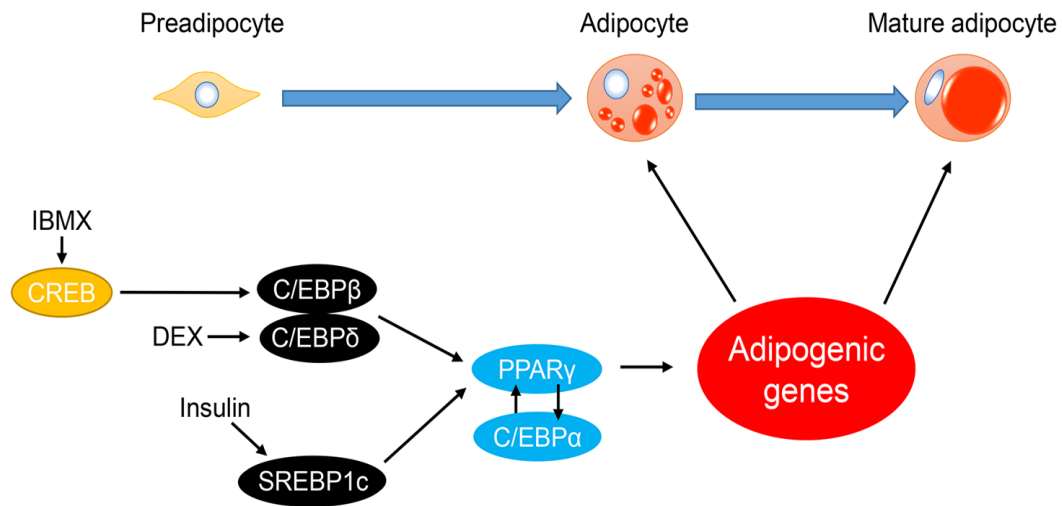 Preadipocyte
Adipocyte
Mature adipocyte
IBMX
CREB
C/EBPβ
DEX
C/EBPδ
PPARγ
Adipogenic
genes
Insulin
C/EBPα
SREBP1c